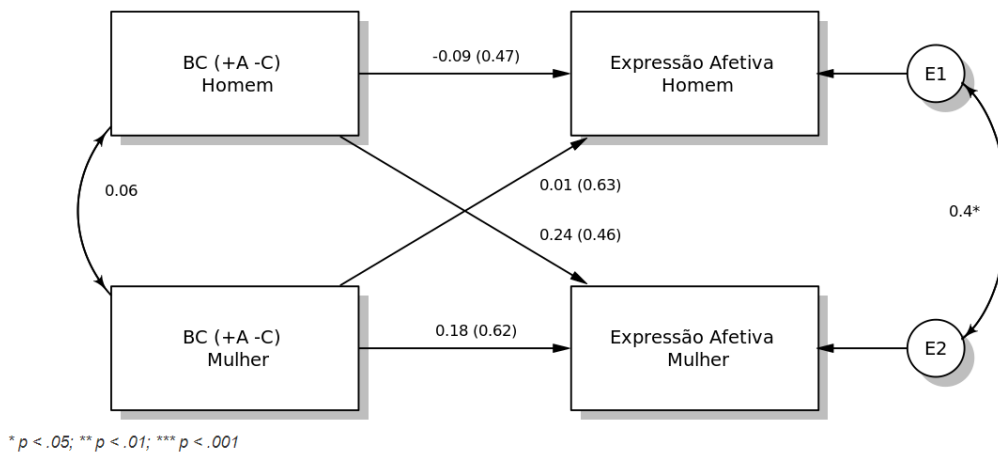 BC (+A -C)
Homem
-0.09 (0.47)
Expressão Afetiva
Homem
E1
0.06
0.01 (0.63)
0.24 (0.46)
0.4*
BC (+A -C)
Mulher
0.18 (0.62)
Expressão Afetiva
Mulher
E2
* p < .05; ** p < .01; *** p < .001